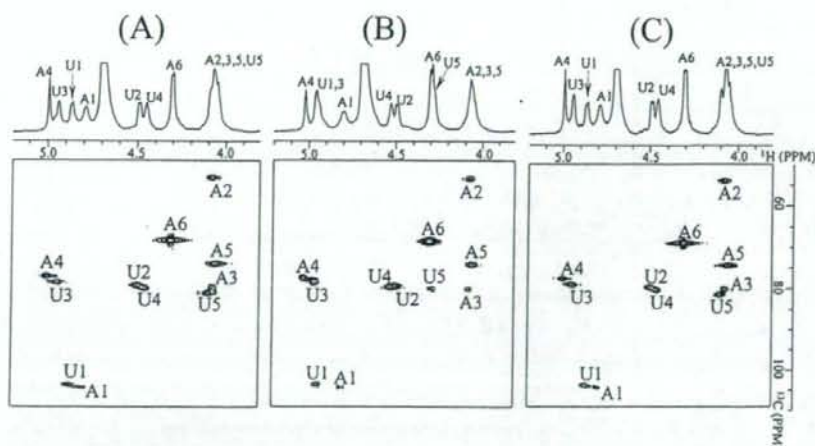 (A)
A4
U3
U1
A1
U2
U4
A6
A2,3,5,U5
5.0
4.5
4.0
A2
A6
A4
A5
U3
U2
U4
A3
U5
U1
A1
(B)
A4
U1,3
A1
U4
U2
A6
U5
A2,3,5
5.0
4.5
4.0
A2
A6
A4
A5
U3
U4
U2
U5
A3
U1
A1
(C)
A4
U3
U1
A1
U2
U4
A6
A2,3,5,U5
5.0
4.5
4.0
¹H (PPM)
A2
A6
A4
A5
U3
U2
U4
A3
U5
U1
A1
60
80
100
¹³C (PPM